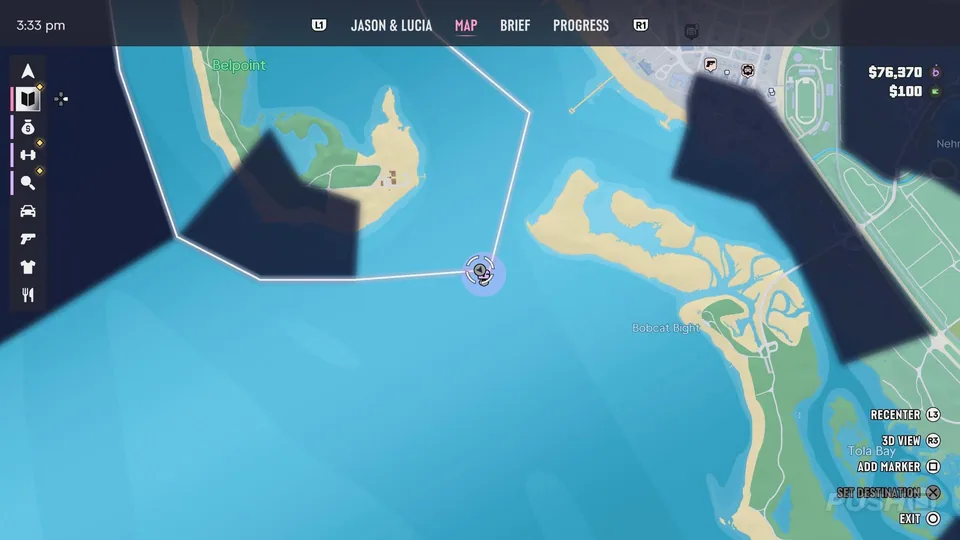 3:33 pm
L1 JASON & LUCIA MAP BRIEF PROGRESS R1
Belpoint
$76,370
$100
Nehr
Bobcat Bight
RECENTER L3
3D VIEW R3
Tola Bay
ADD MARKER
SET DESTINATION
EXIT